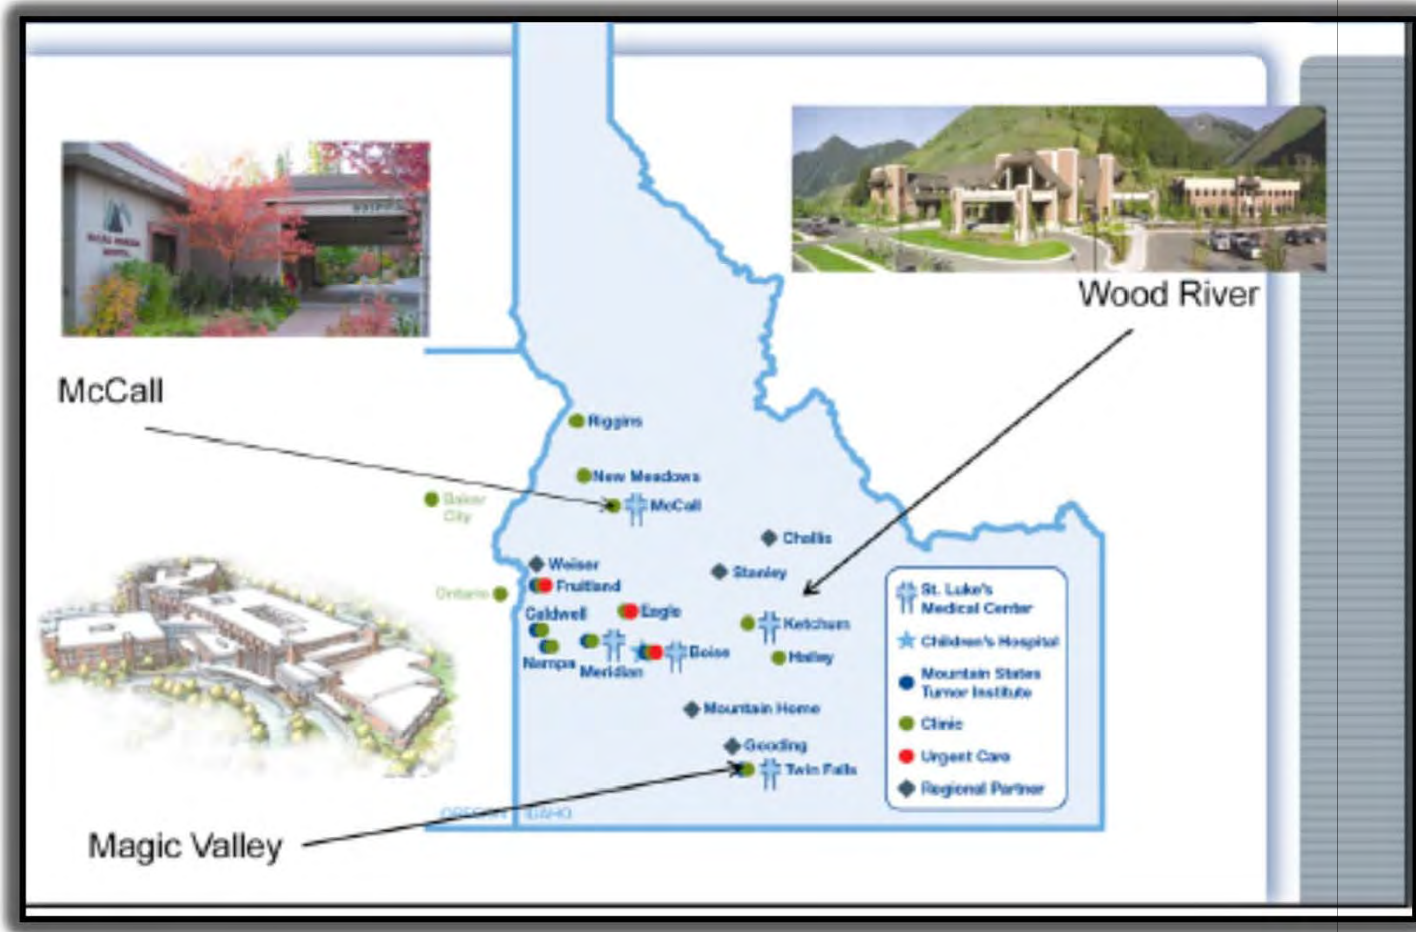 Wood River
McCall
Riggins
New Meadows
McCall
Baker
City
Challis
Weiser
Stanley
Ontario
Fruitland
Caldwell
Eagle
Ketchum
Nampa
Meridian
Boise
Hailey
Mountain Home
Gooding
Twin Falls
St. Luke's
Medical Center
Children's Hospital
Mountain States
Tumor Institute
Clinic
Urgent Care
Regional Partner
OREGON
IDAHO
Magic Valley